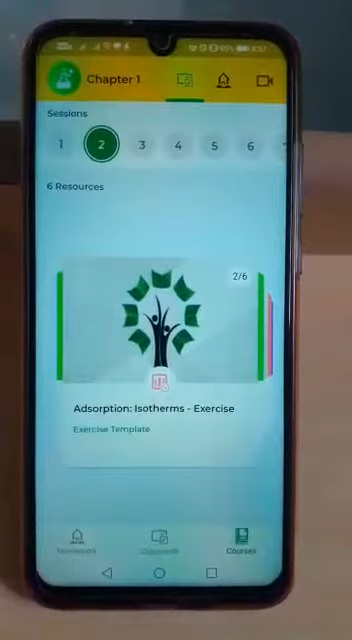 Chapter 1
Sessions
1 2 3 4 5 6
6 Resources
2/6
Adsorption: Isotherms - Exercise
Exercise Template
Courses